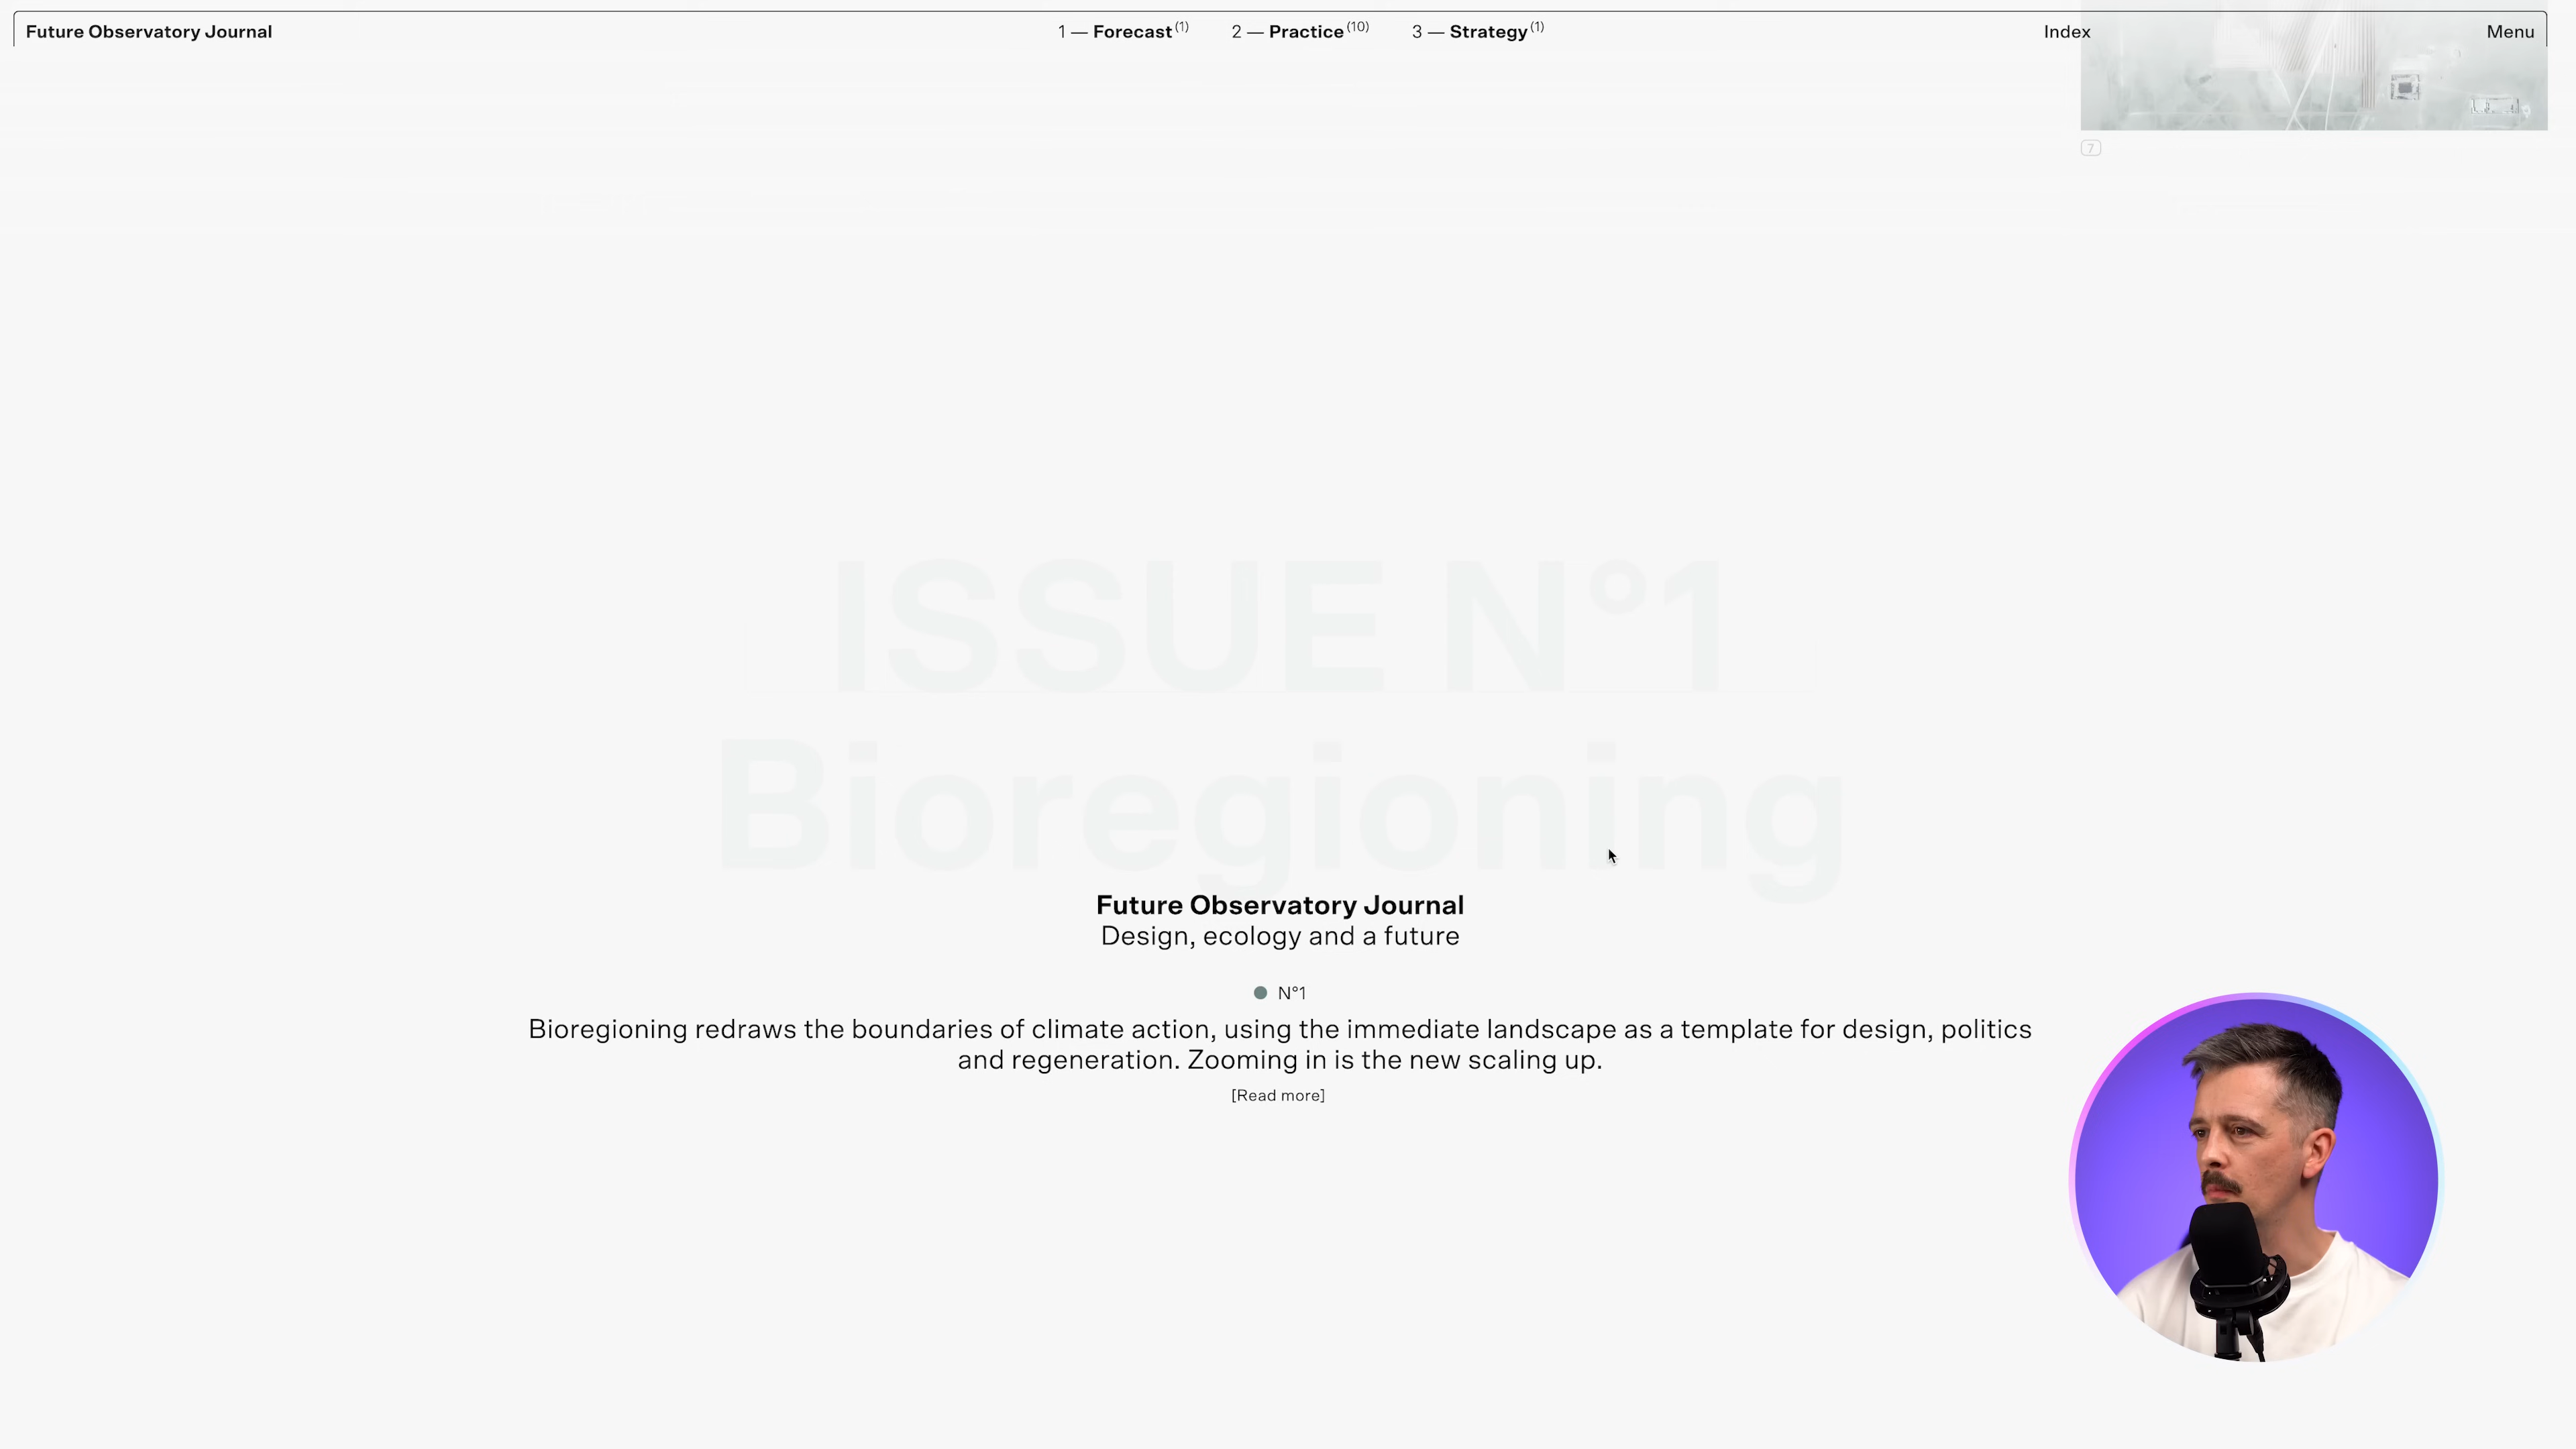 Future Observatory Journal
1 — Forecast (1)
2 — Practice (10)
3 — Strategy (1)
Index
Menu
7
ISSUE N°1
Bioregioning
Future Observatory Journal
Design, ecology and a future
N°1
Bioregioning redraws the boundaries of climate action, using the immediate landscape as a template for design, politics
and regeneration. Zooming in is the new scaling up.
[Read more]